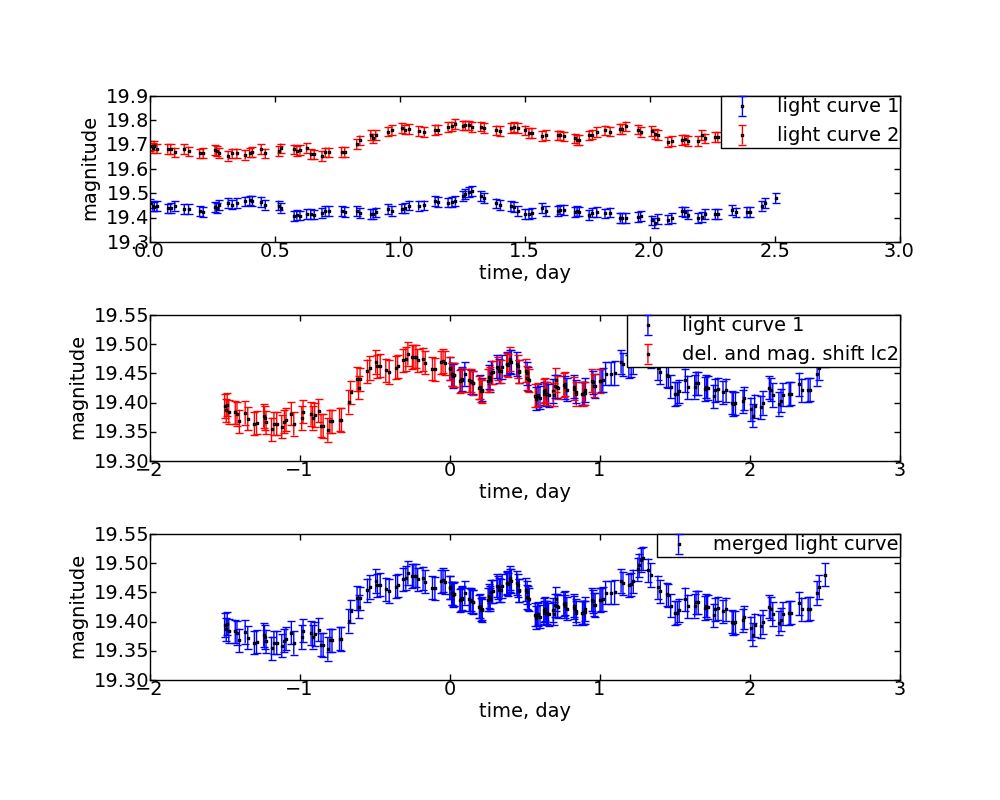 19.9
19.8
19.7
19.6
19.5
19.4
19.3
magnitude
light curve 1
light curve 2
0.0 0.5 1.0 1.5 2.0 2.5 3.0
time, day
19.55
19.50
19.45
19.40
19.35
19.30
magnitude
light curve 1
del. and mag. shift lc2
−2 −1 0 1 2 3
time, day
19.55
19.50
19.45
19.40
19.35
19.30
magnitude
merged light curve
−2 −1 0 1 2 3
time, day